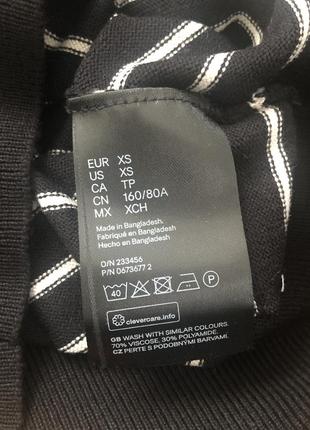 EUR XS
US XS
CA TP
CN 160/80A
MX XCH
Made in Bangladesh.
Fabriqué en Bangladesh
Hecho en Bangladesh
O/N 233456
P/N 0673677 2
40 P
clevercare.info
GB WASH WITH SIMILAR COLOURS.
70% VISCOSE, 30% POLYAMIDE.
CZ PERTE S PODOBNÝMI BARVAMI.